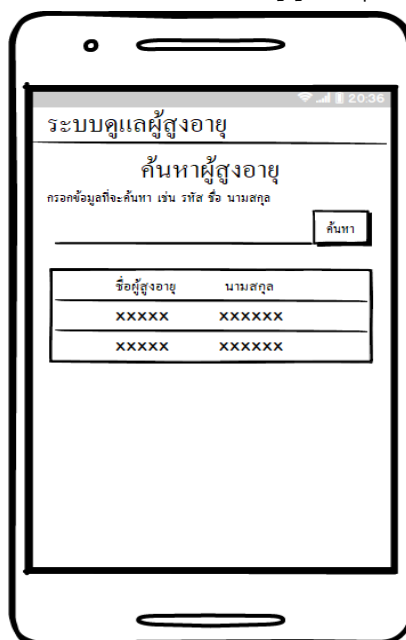 20:36
ระบบดูแลผู้สูงอายุ
ค้นหาผู้สูงอายุ
กรอกข้อมูลที่จะค้นหา เช่น รหัส ชื่อ นามสกุล
ค้นหา
ชื่อผู้สูงอายุ นามสกุล
xxxxx xxxxxx
xxxxx xxxxxx